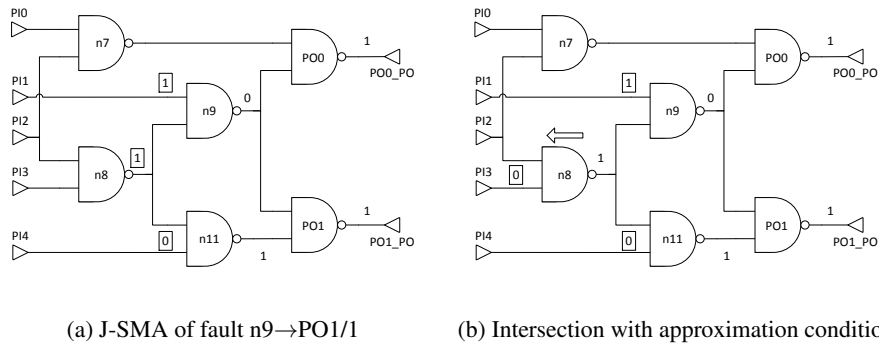 PI0
n7
PO0
1
PO0_PO
PI1
1
n9
0
PI2
1
PI3
n8
PO1
1
PO1_PO
PI4
0
n11
1
(a) J-SMA of fault n9→PO1/1
PI0
n7
PO0
1
PO0_PO
PI1
1
n9
0
PI2
PI3
0
n8
1
PO1
1
PO1_PO
PI4
0
n11
1
(b) Intersection with approximation conditio